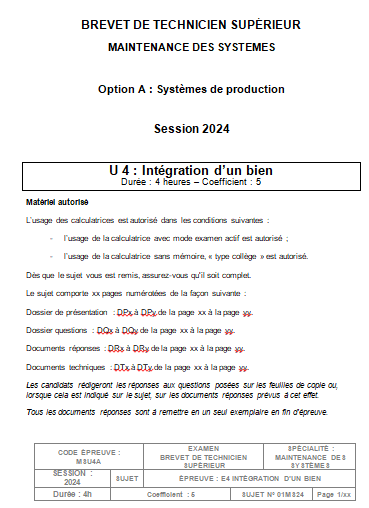 BREVET DE TECHNICIEN SUPÉRIEUR
MAINTENANCE DES SYSTEMES
Option A : Systèmes de production
Session 2024
U 4 : Intégration d'un bien
Durée : 4 heures – Coefficient : 5
Matériel autorisé
L'usage des calculatrices est autorisé dans les conditions suivantes :
- l'usage de la calculatrice avec mode examen actif est autorisé ;
- l'usage de la calculatrice sans mémoire, « type collège » est autorisé.
Dès que le sujet vous est remis, assurez-vous qu'il soit complet.
Le sujet comporte xx pages numérotées de la façon suivante :
Dossier de présentation : DPx à DPy de la page xx à la page yy.
Dossier questions : DQx à DQy de la page xx à la page yy.
Documents réponses : DRx à DRy de la page xx à la page yy.
Documents techniques : DTx à DTy de la page xx à la page yy.
Les candidats rédigeront les réponses aux questions posées sur les feuilles de copie ou,
lorsque cela est indiqué sur le sujet, sur les documents réponses prévus à cet effet.
Tous les documents réponses sont à remettre en un seul exemplaire en fin d'épreuve.
CODE ÉPREUVE :
MSU4A
EXAMEN
BREVET DE TECHNICIEN
SUPÉRIEUR
SPÉCIALITÉ :
MAINTENANCE DES
SYSTÈMES
SESSION :
2024
SUJET
ÉPREUVE : E4 INTÉGRATION D'UN BIEN
Durée : 4h
Coefficient : 5
SUJET N° 01MS24
Page 1/xx